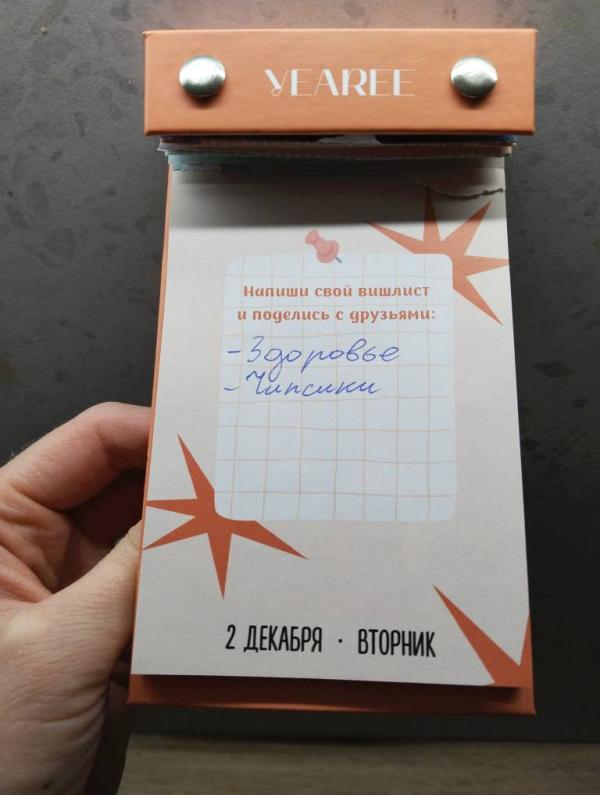 YEAREE
Напиши свой вишлист
и поделись с друзьями:
- Здоровье
- Чипсики
2 ДЕКАБРЯ · ВТОРНИК